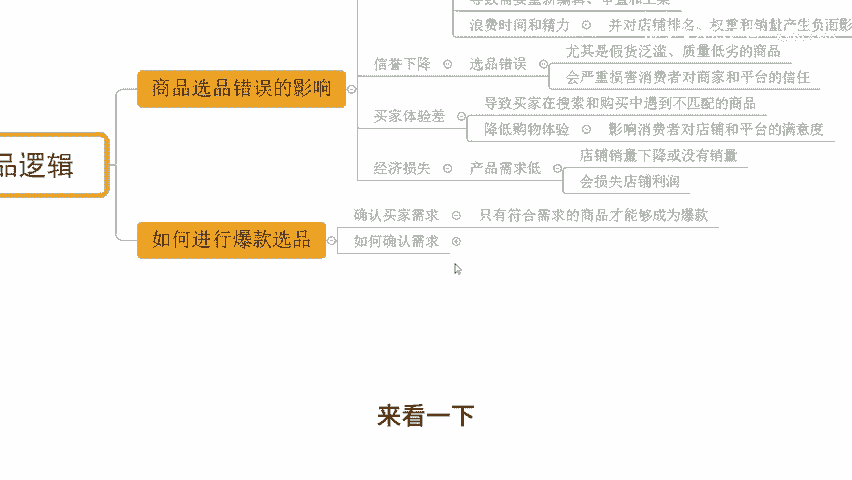 浪费时间和精力
并对店铺排名、权重和销量产生负面影
尤其是假货泛滥、质量低劣的商品
信誉下降
选品错误
会严重损害消费者对商家和平台的信任
商品选品错误的影响
导致买家在搜索和购买中遇到不匹配的商品
买家体验差
降低购物体验
影响消费者对店铺和平台的满意度
品逻辑
店铺销量下降或没有销量
经济损失
产品需求低
会损失店铺利润
确认买家需求
只有符合需求的商品才能够成为爆款
如何进行爆款选品
如何确认需求
来看一下